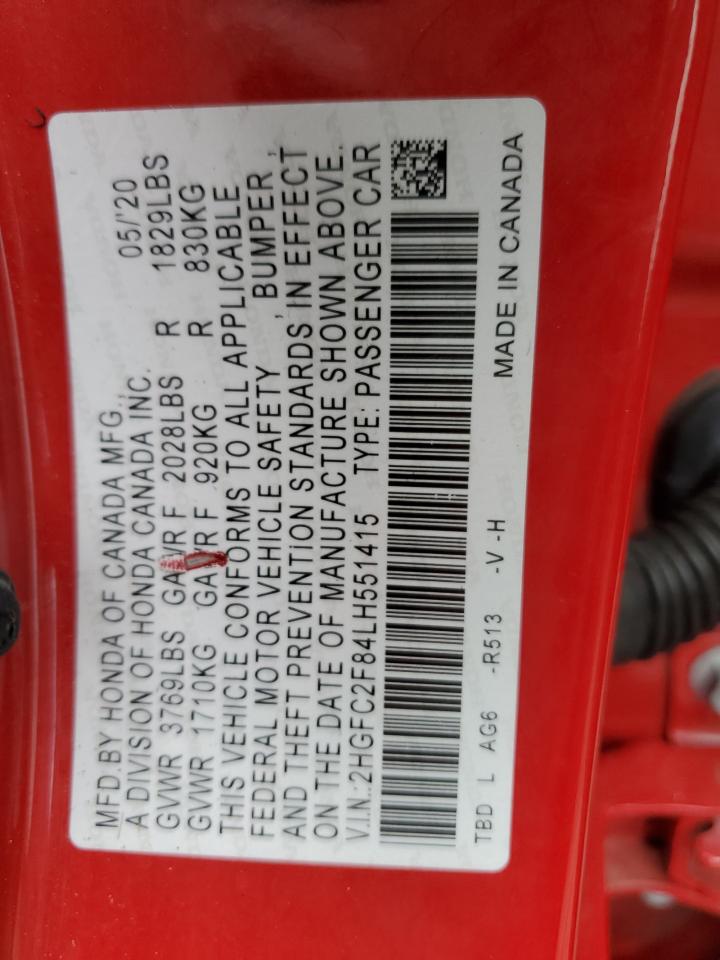 MFD.BY HONDA OF CANADA MFG., 05/'20
A DIVISION OF HONDA CANADA INC.
GVWR 3769LBS GAWR F 2028LBS R 1829LBS
GVWR 1710KG GAWR F 920KG R 830KG
THIS VEHICLE CONFORMS TO ALL APPLICABLE
FEDERAL MOTOR VEHICLE SAFETY , BUMPER ,
AND THEFT PREVENTION STANDARDS IN EFFECT
ON THE DATE OF MANUFACTURE SHOWN ABOVE.
V.I.N.:2HGFC2F84LH551415 TYPE: PASSENGER CAR
TBD L AG6 -R513 -V -H MADE IN CANADA